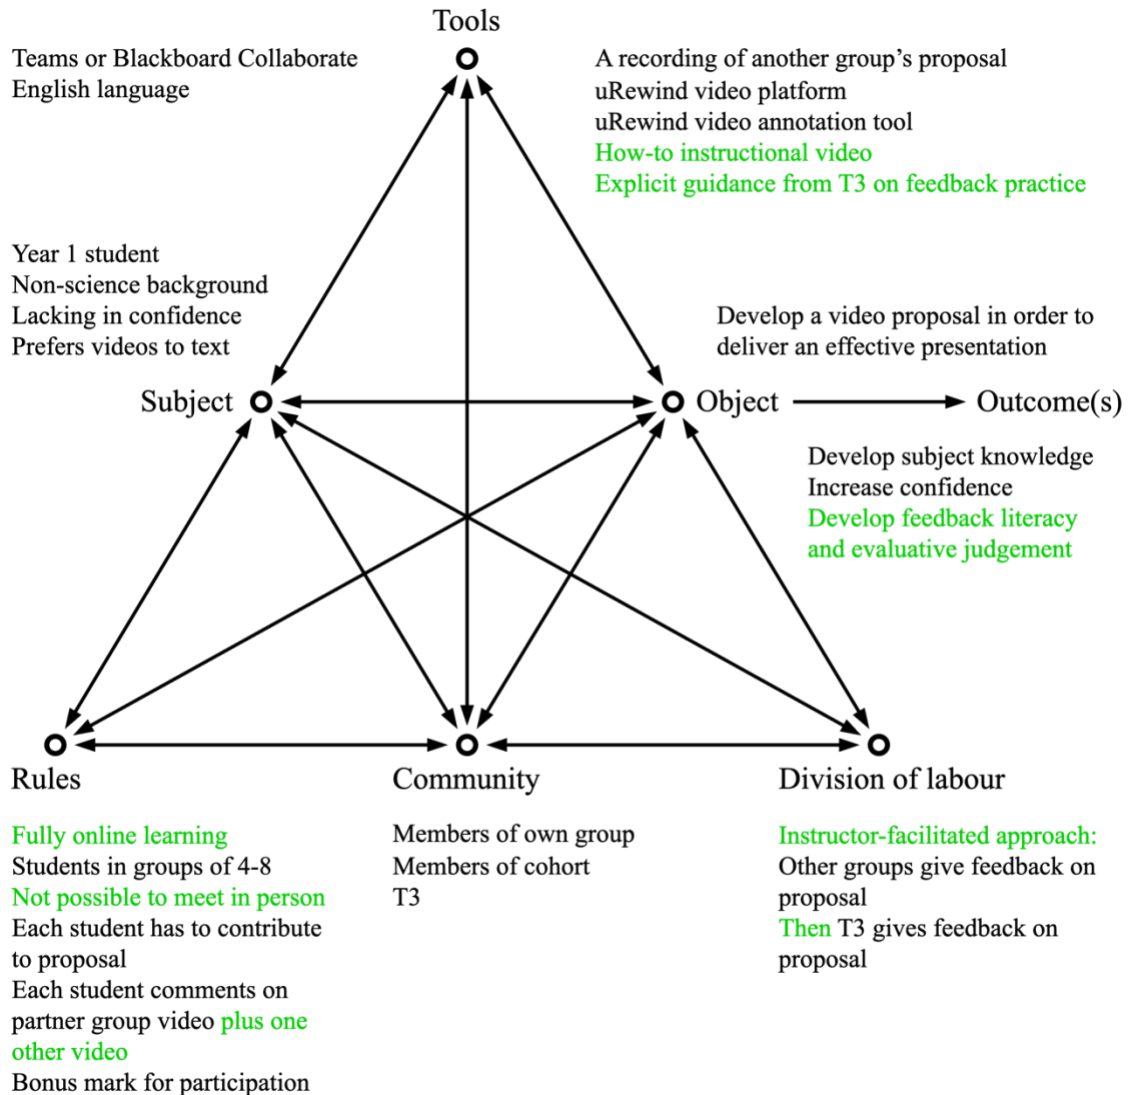 Tools
Teams or Blackboard Collaborate
English language
A recording of another group’s proposal
uRewind video platform
uRewind video annotation tool
How-to instructional video
Explicit guidance from T3 on feedback practice
Year 1 student
Non-science background
Lacking in confidence
Prefers videos to text
Develop a video proposal in order to
deliver an effective presentation
Subject
Object
Outcome(s)
Develop subject knowledge
Increase confidence
Develop feedback literacy
and evaluative judgement
Rules
Fully online learning
Students in groups of 4-8
Not possible to meet in person
Each student has to contribute
to proposal
Each student comments on
partner group video plus one
other video
Bonus mark for participation
Community
Members of own group
Members of cohort
T3
Division of labour
Instructor-facilitated approach:
Other groups give feedback on
proposal
Then T3 gives feedback on
proposal